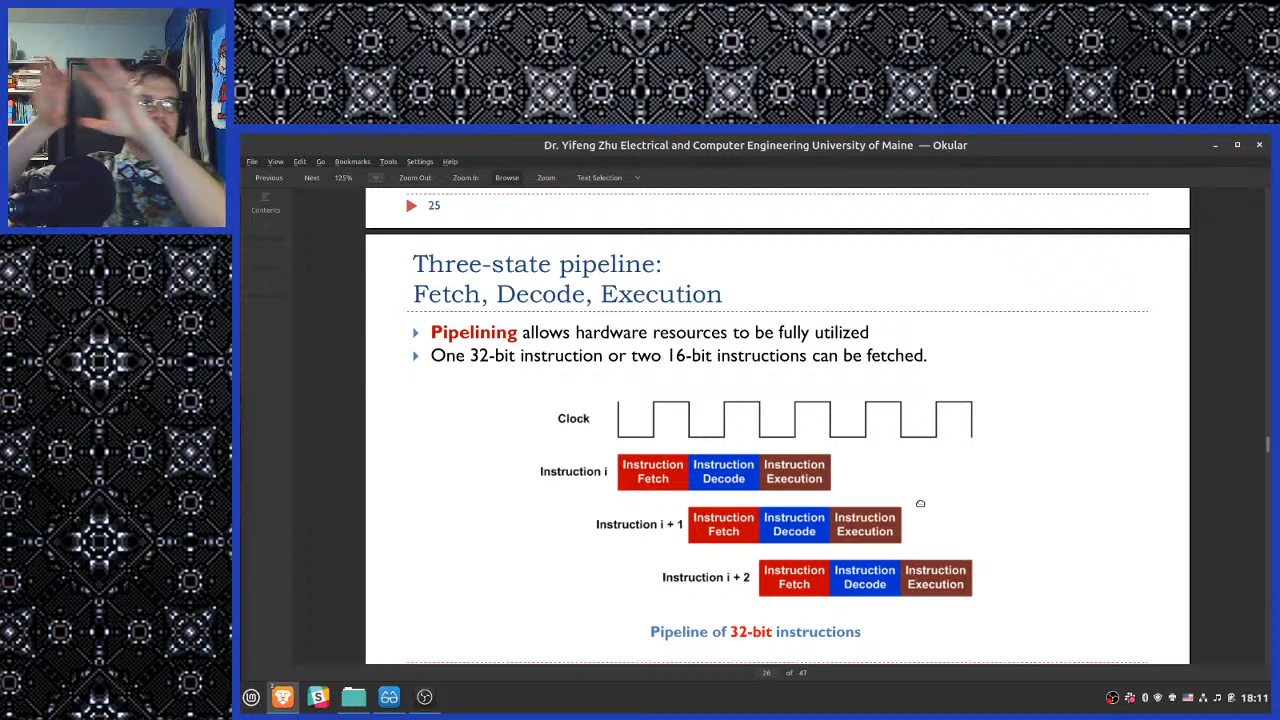 Dr. Yifeng Zhu Electrical and Computer Engineering University of Maine — Okular
File View Edit Go Bookmarks Tools Settings Help
Previous Next 125% Zoom Out Zoom In Browse Zoom Text Selection
Contents
25
Three-state pipeline:
Fetch, Decode, Execution
Pipelining allows hardware resources to be fully utilized
One 32-bit instruction or two 16-bit instructions can be fetched.
Clock
Instruction i
Instruction Fetch
Instruction Decode
Instruction Execution
Instruction i + 1
Instruction Fetch
Instruction Decode
Instruction Execution
Instruction i + 2
Instruction Fetch
Instruction Decode
Instruction Execution
Pipeline of 32-bit instructions
26 of 47
18:11